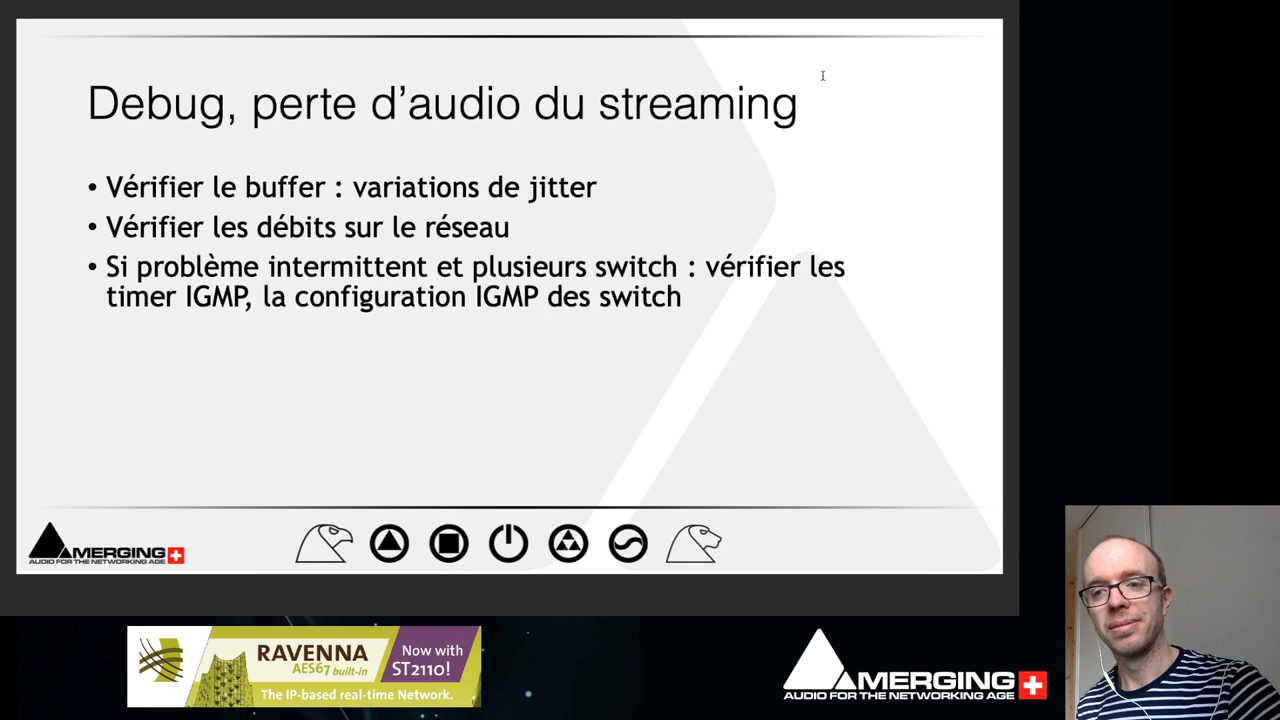 Debug, perte d’audio du streaming
• Vérifier le buffer : variations de jitter
• Vérifier les débits sur le réseau
• Si problème intermittent et plusieurs switch : vérifier les
timer IGMP, la configuration IGMP des switch
MERGING
AUDIO FOR THE NETWORKING AGE
RAVENNA
AES67 built-in
Now with
ST2110!
The IP-based real-time Network.
MERGING
AUDIO FOR THE NETWORKING AGE